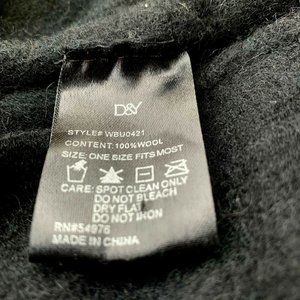 D&Y
STYLE# WBU0421
CONTENT: 100% WOOL
SIZE: ONE SIZE FITS MOST
CARE: SPOT CLEAN ONLY
DO NOT BLEACH
DRY FLAT
DO NOT IRON
RN#54976
MADE IN CHINA